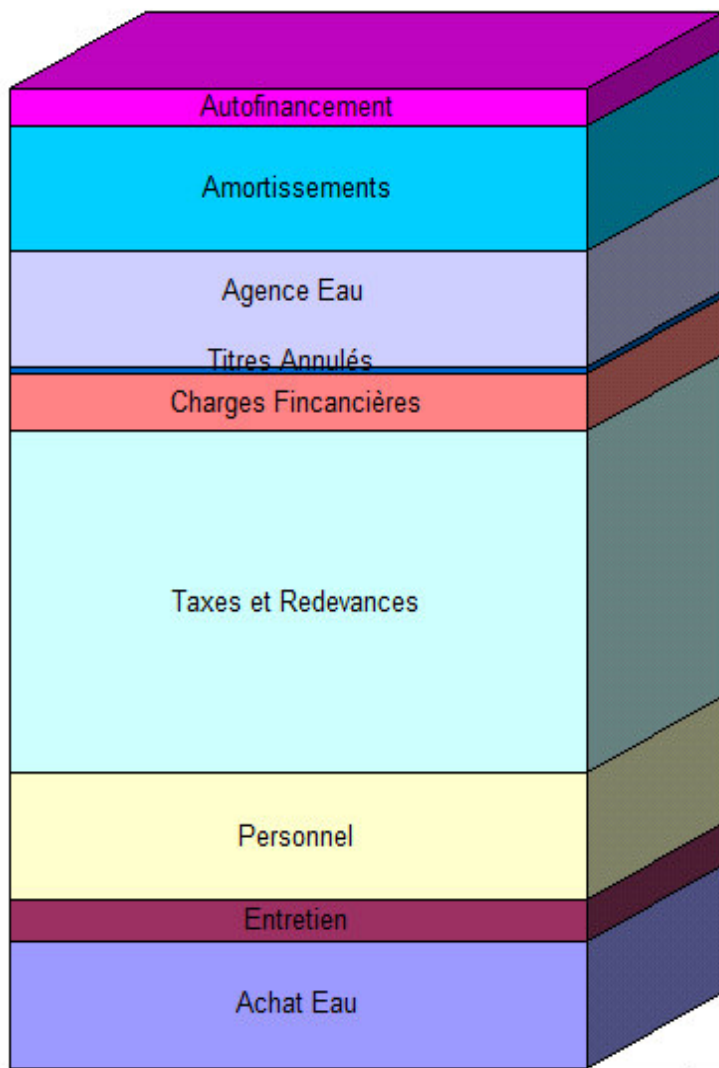 Autofinancement
Amortissements
Agence Eau
Titres Annulés
Charges Fincancières
Taxes et Redevances
Personnel
Entretien
Achat Eau